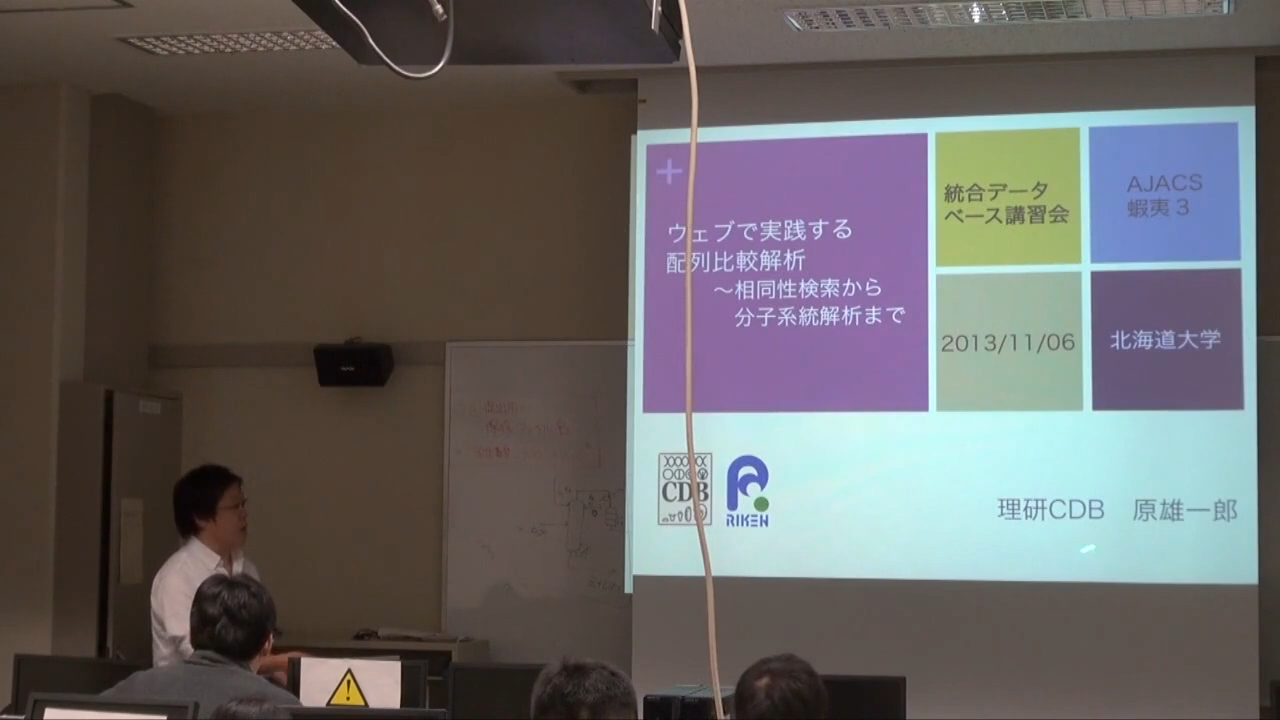 ウェブで実践する
配列比較解析
～相同性検索から
分子系統解析まで
統合データ
ベース講習会
AJACS
蝦夷３
2013/11/06
北海道大学
CDB
RIKEN
理研CDB 原雄一郎